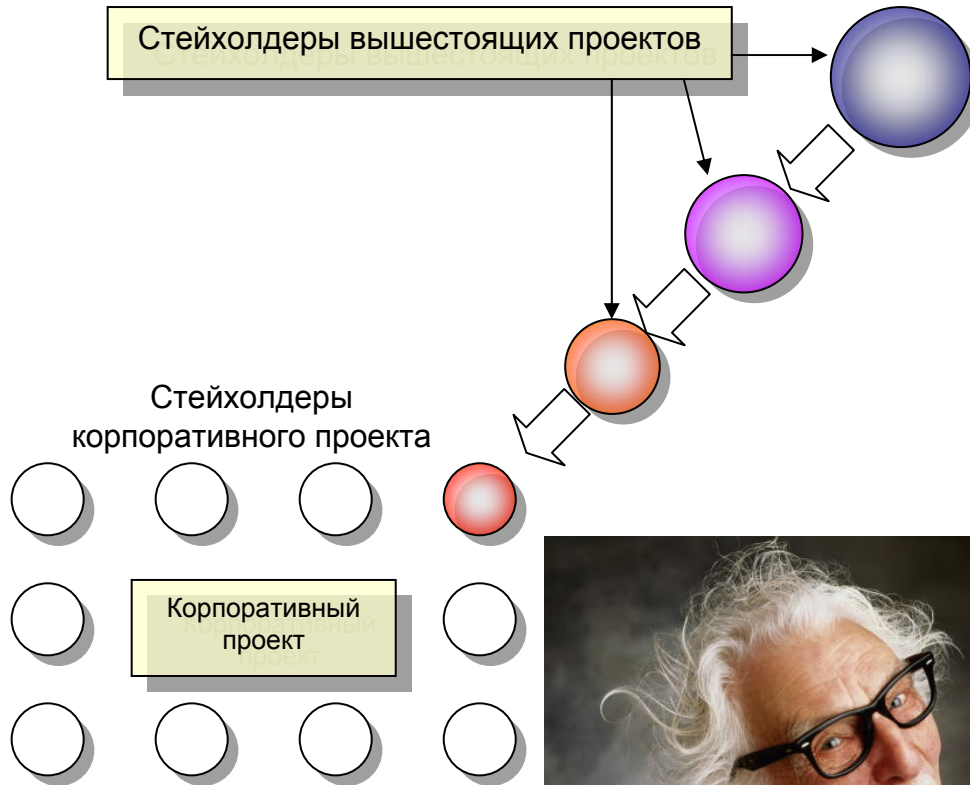 Стейхолдеры вышестоящих проектов
Стейхолдеры
корпоративного проекта
Корпоративный
проект